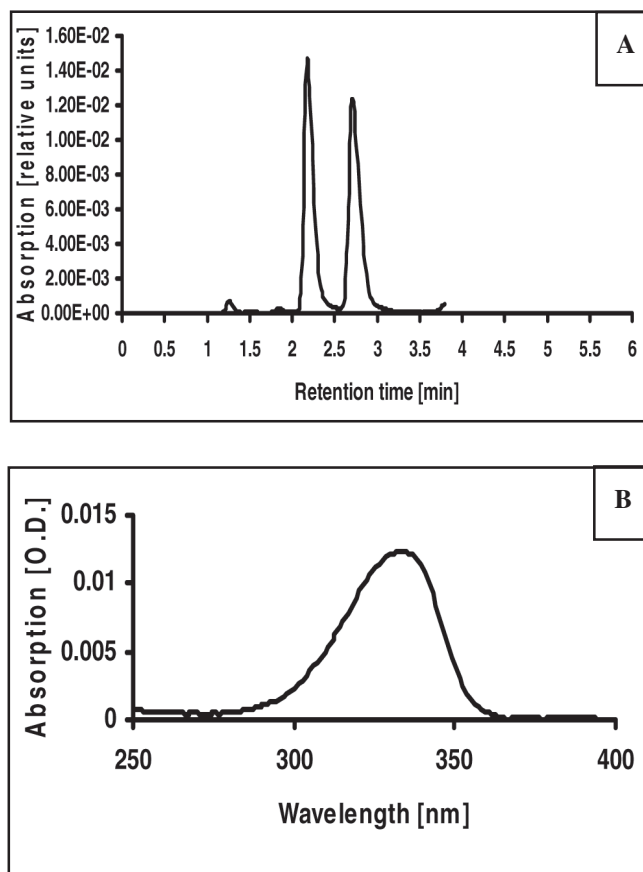 A
1.60E-02
1.40E-02
1.20E-02
1.00E-02
8.00E-03
6.00E-03
4.00E-03
2.00E-03
0.00E+00
Absorption [relative units]
0 0.5 1 1.5 2 2.5 3 3.5 4 4.5 5 5.5 6
Retention time [min]
B
0.015
0.01
0.005
0
Absorption [O.D.]
250 300 350 400
Wavelength [nm]